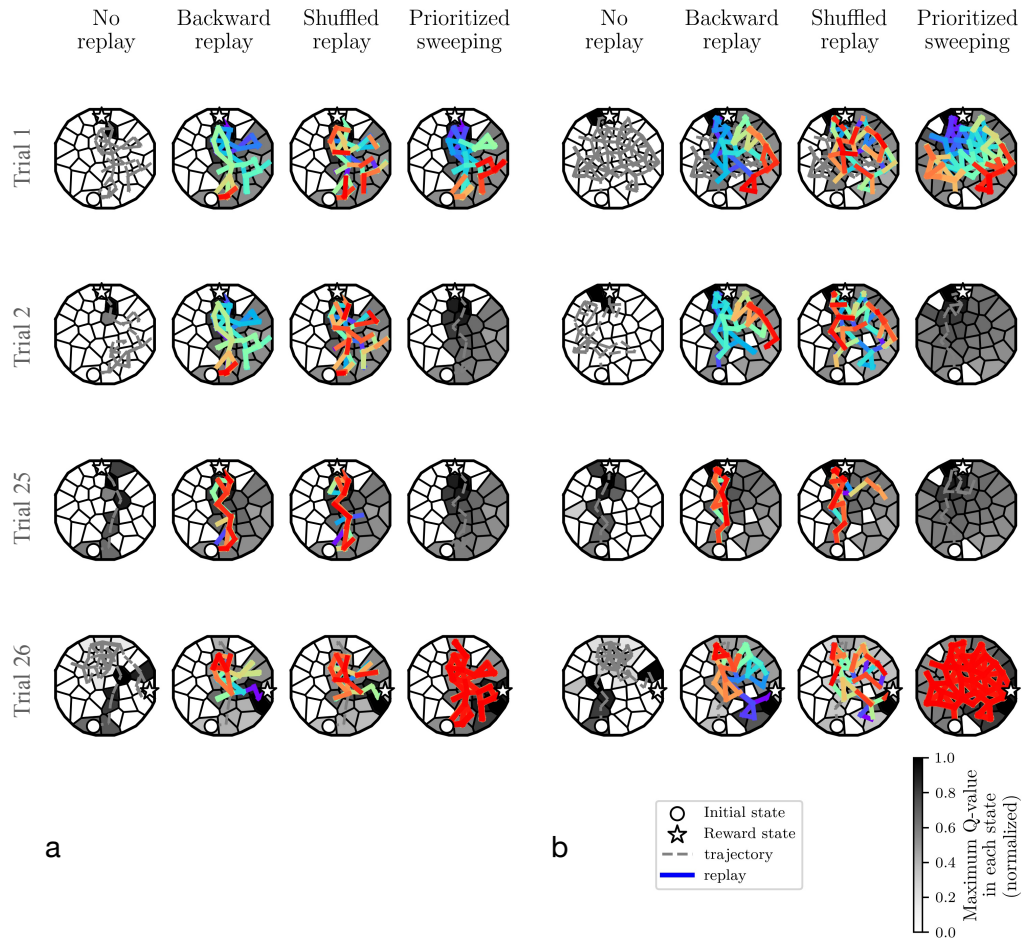 No
replay
Backward
replay
Shuffled
replay
Prioritized
sweeping
No
replay
Backward
replay
Shuffled
replay
Prioritized
sweeping
Trial 1
Trial 2
Trial 25
Trial 26
a
b
Initial state
Reward state
trajectory
replay
1.0
0.8
0.6
0.4
0.2
0.0
Maximum Q-value
in each state
(normalized)